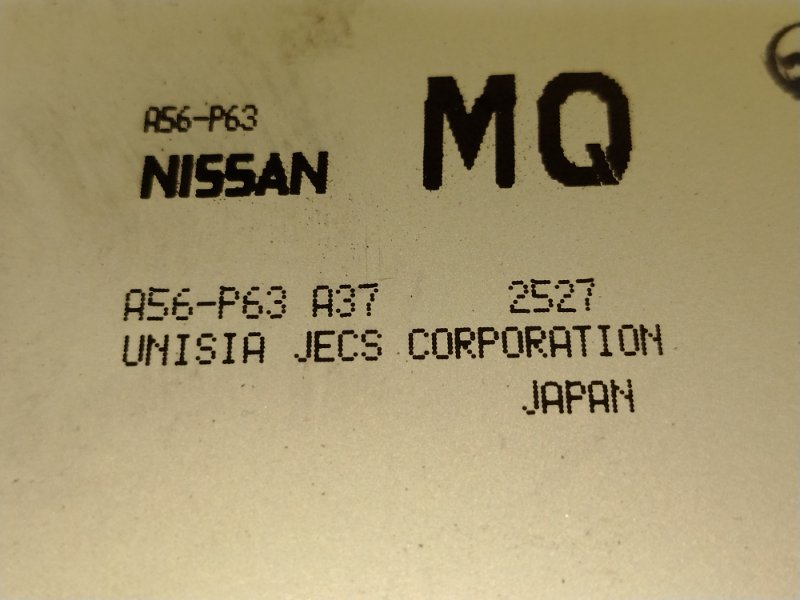 A56-P63
NISSAN
MQ
A56-P63 A37 2527
UNISIA JECS CORPORATION
JAPAN